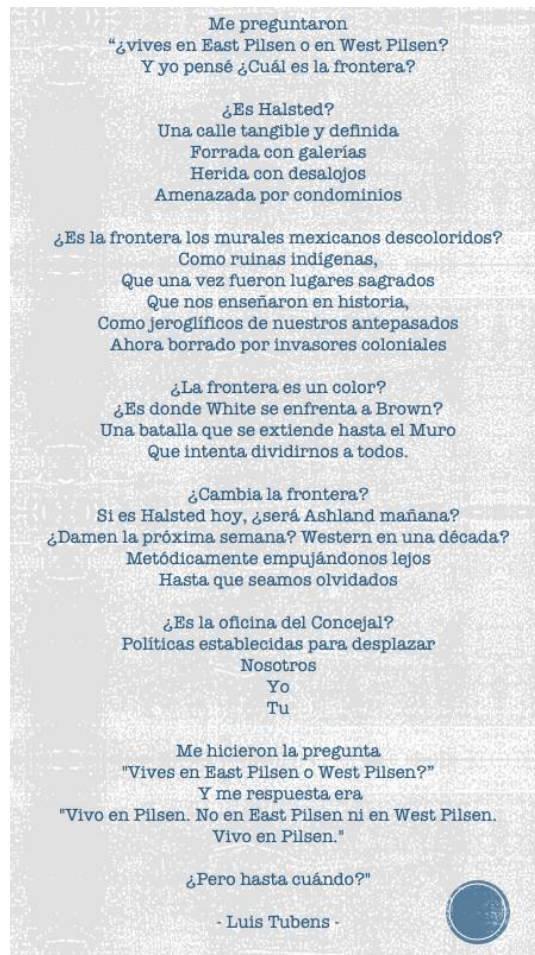 Me preguntaron
“¿vives en East Pilsen o en West Pilsen?
Y yo pensé ¿Cuál es la frontera?
¿Es Halsted?
Una calle tangible y definida
Forrada con galerías
Herida con desalojos
Amenazada por condominios
¿Es la frontera los murales mexicanos descoloridos?
Como ruinas indígenas,
Que una vez fueron lugares sagrados
Que nos enseñaron en historia,
Como jeroglíficos de nuestros antepasados
Ahora borrado por invasores coloniales
¿La frontera es un color?
¿Es donde White se enfrenta a Brown?
Una batalla que se extiende hasta el Muro
Que intenta dividirnos a todos.
¿Cambia la frontera?
Si es Halsted hoy, ¿será Ashland mañana?
¿Damen la próxima semana? Western en una década?
Metódicamente empujándonos lejos
Hasta que seamos olvidados
¿Es la oficina del Concejal?
Políticas establecidas para desplazar
Nosotros
Yo
Tu
Me hicieron la pregunta
"Vives en East Pilsen o West Pilsen?”
Y me respuesta era
"Vivo en Pilsen. No en East Pilsen ni en West Pilsen.
Vivo en Pilsen."
¿Pero hasta cuándo?"
- Luis Tubens -